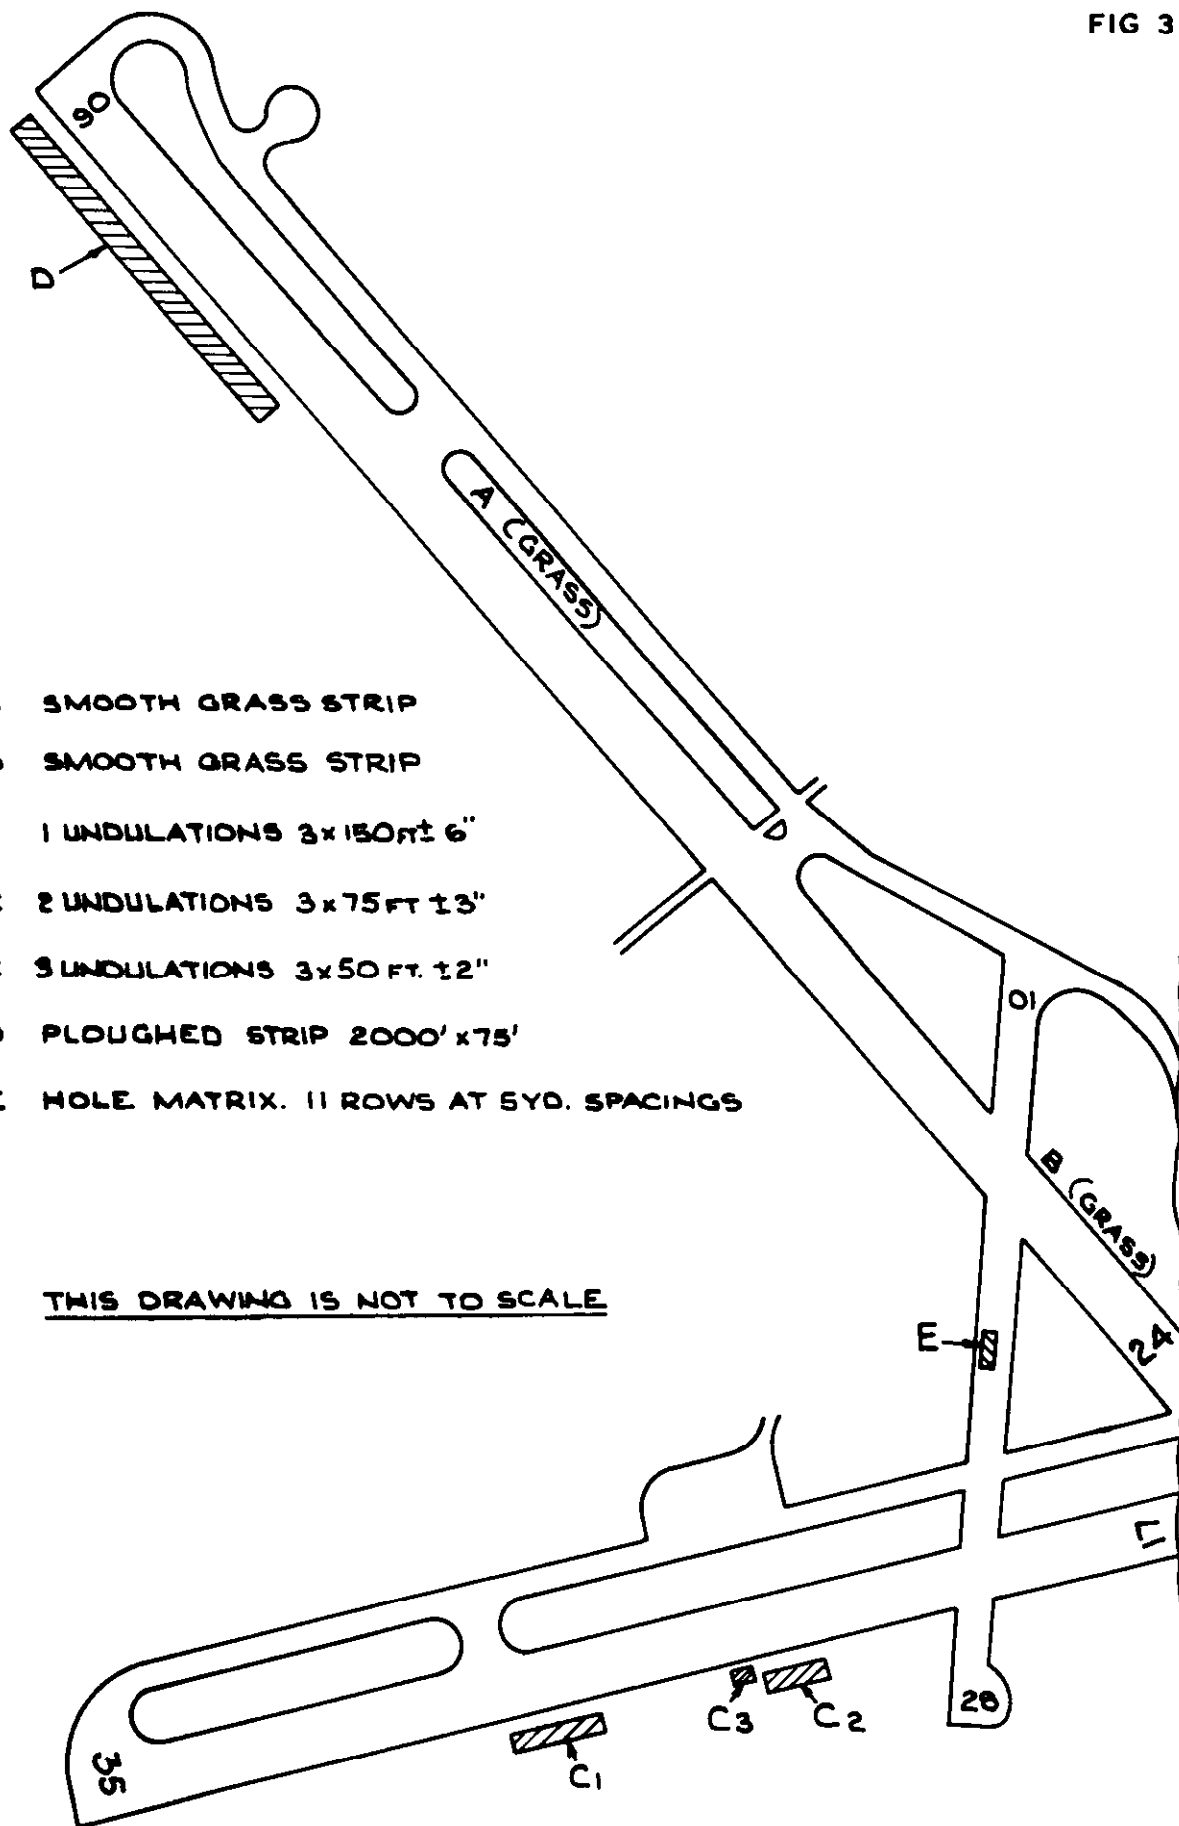 FIG 3
06
D
A (GRASS)
D
SMOOTH GRASS STRIP
SMOOTH GRASS STRIP
1 UNDULATIONS 3x150FT± 6"
2 UNDULATIONS 3x75FT ±3"
3 UNDULATIONS 3x50 FT. ±2"
PLOUGHED STRIP 2000'x75'
HOLE MATRIX. 11 ROWS AT 5YD. SPACINGS
10
B (GRASS)
THIS DRAWING IS NOT TO SCALE
E
24
17
C3
C2
28
C1
35